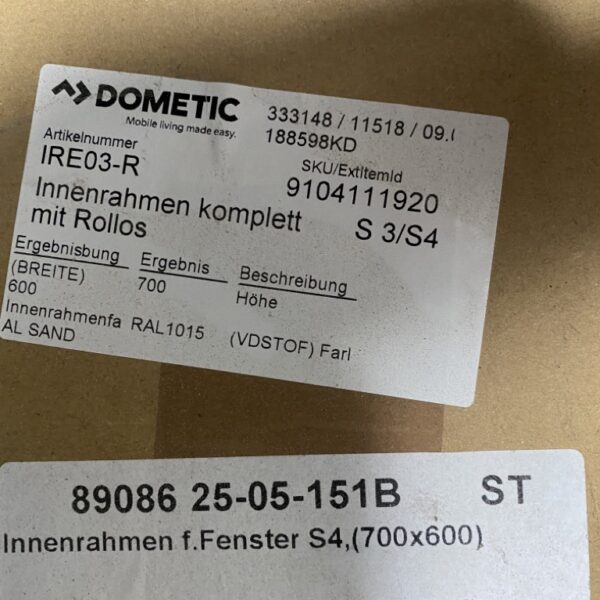 DOMETIC
Mobile living made easy.
333148 / 11518 / 09.
188598KD
Artikelnummer
IRE03-R
SKU/ExtItemId
9104111920
Innenrahmen komplett
mit Rollos
S 3/S4
Ergebnisbung Ergebnis Beschreibung
(BREITE) 700 Höhe
600
Innenrahmenfa RAL1015 (VDSTOF) Farl
AL SAND
89086 25-05-151B ST
Innenrahmen f.Fenster S4,(700x600)